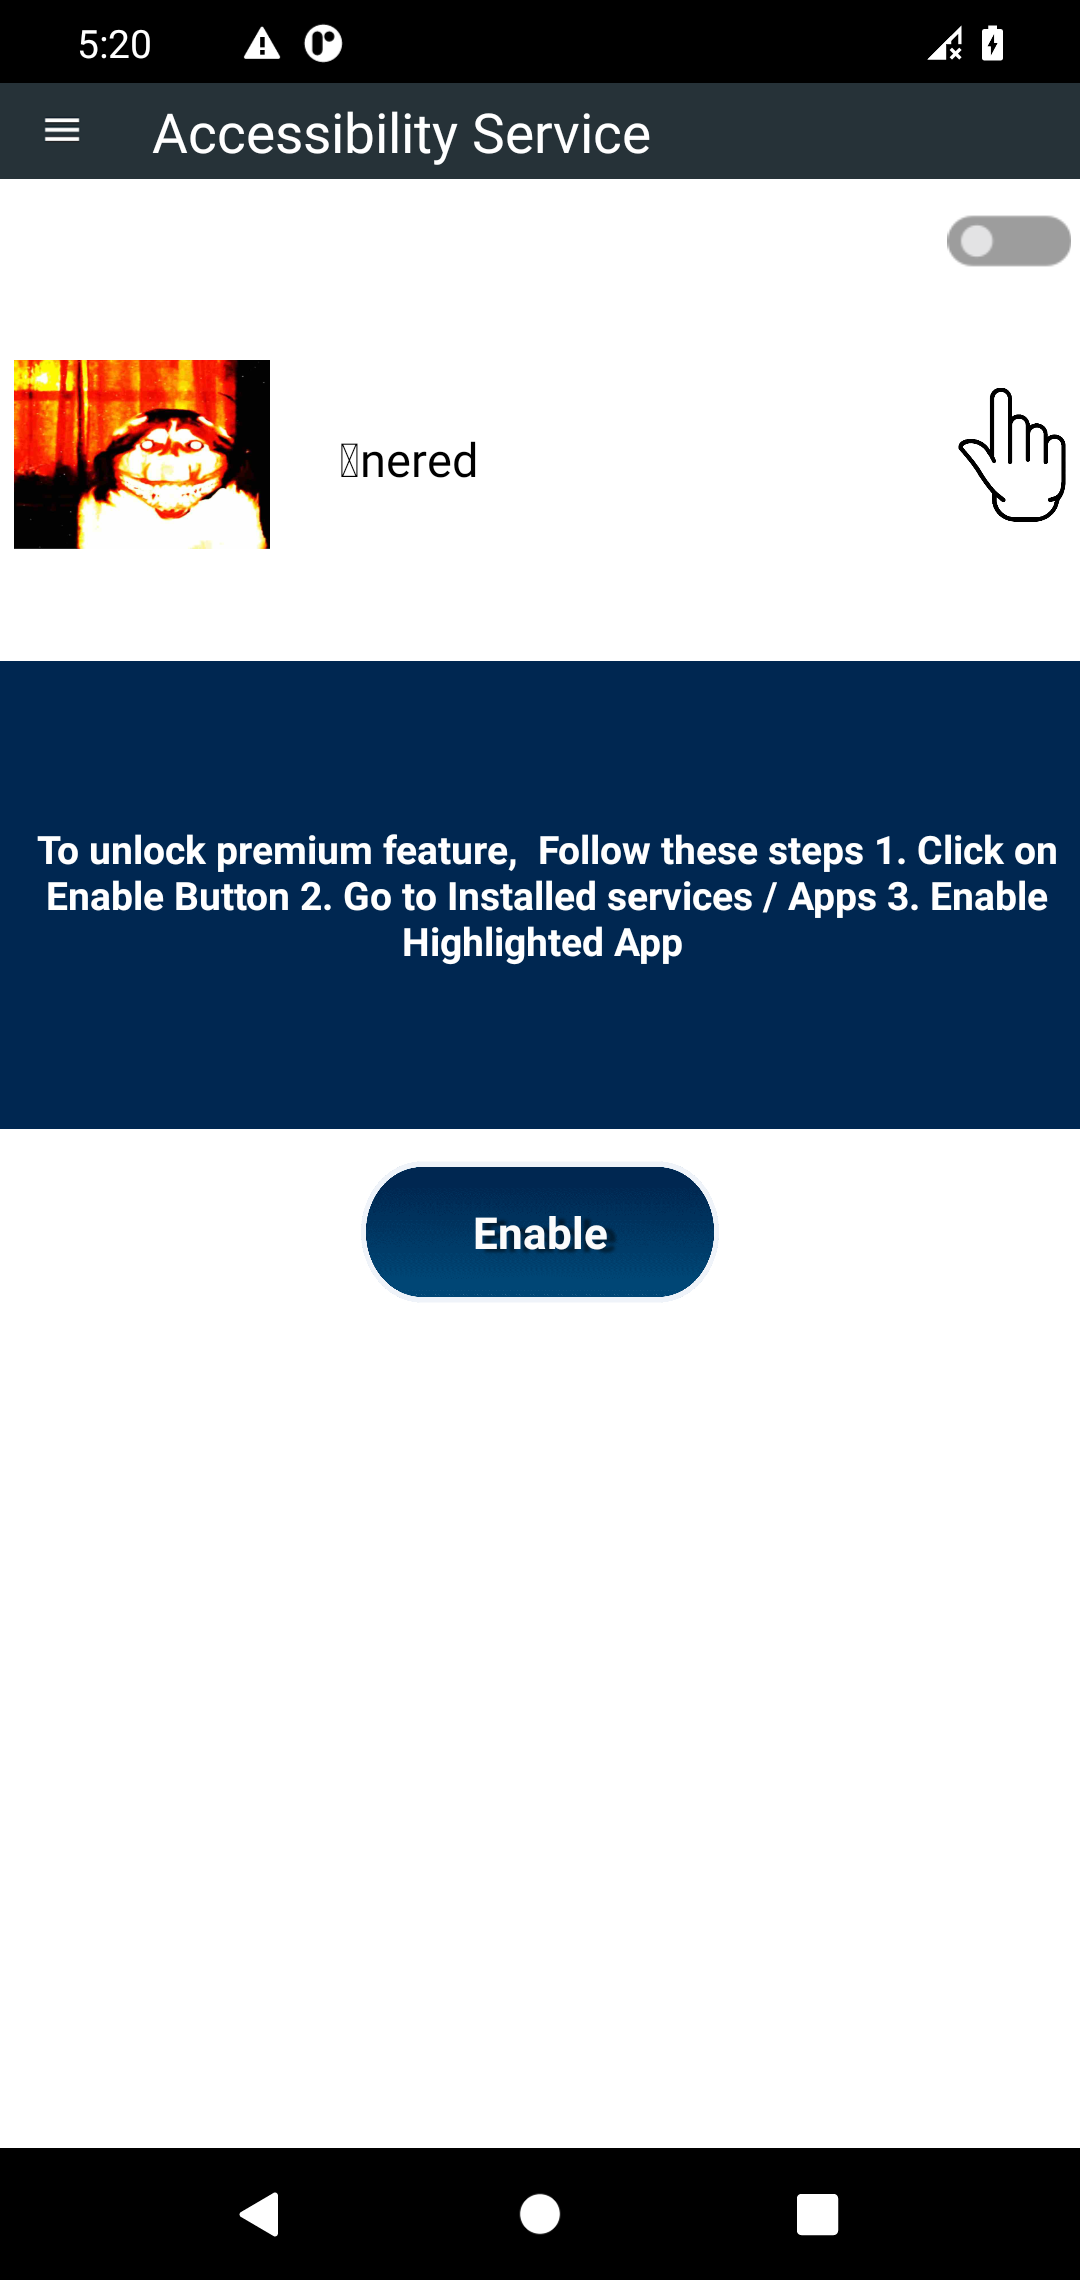 5:20
Accessibility Service
nered
To unlock premium feature,  Follow these steps 1. Click on
Enable Button 2. Go to Installed services / Apps 3. Enable
Highlighted App
Enable